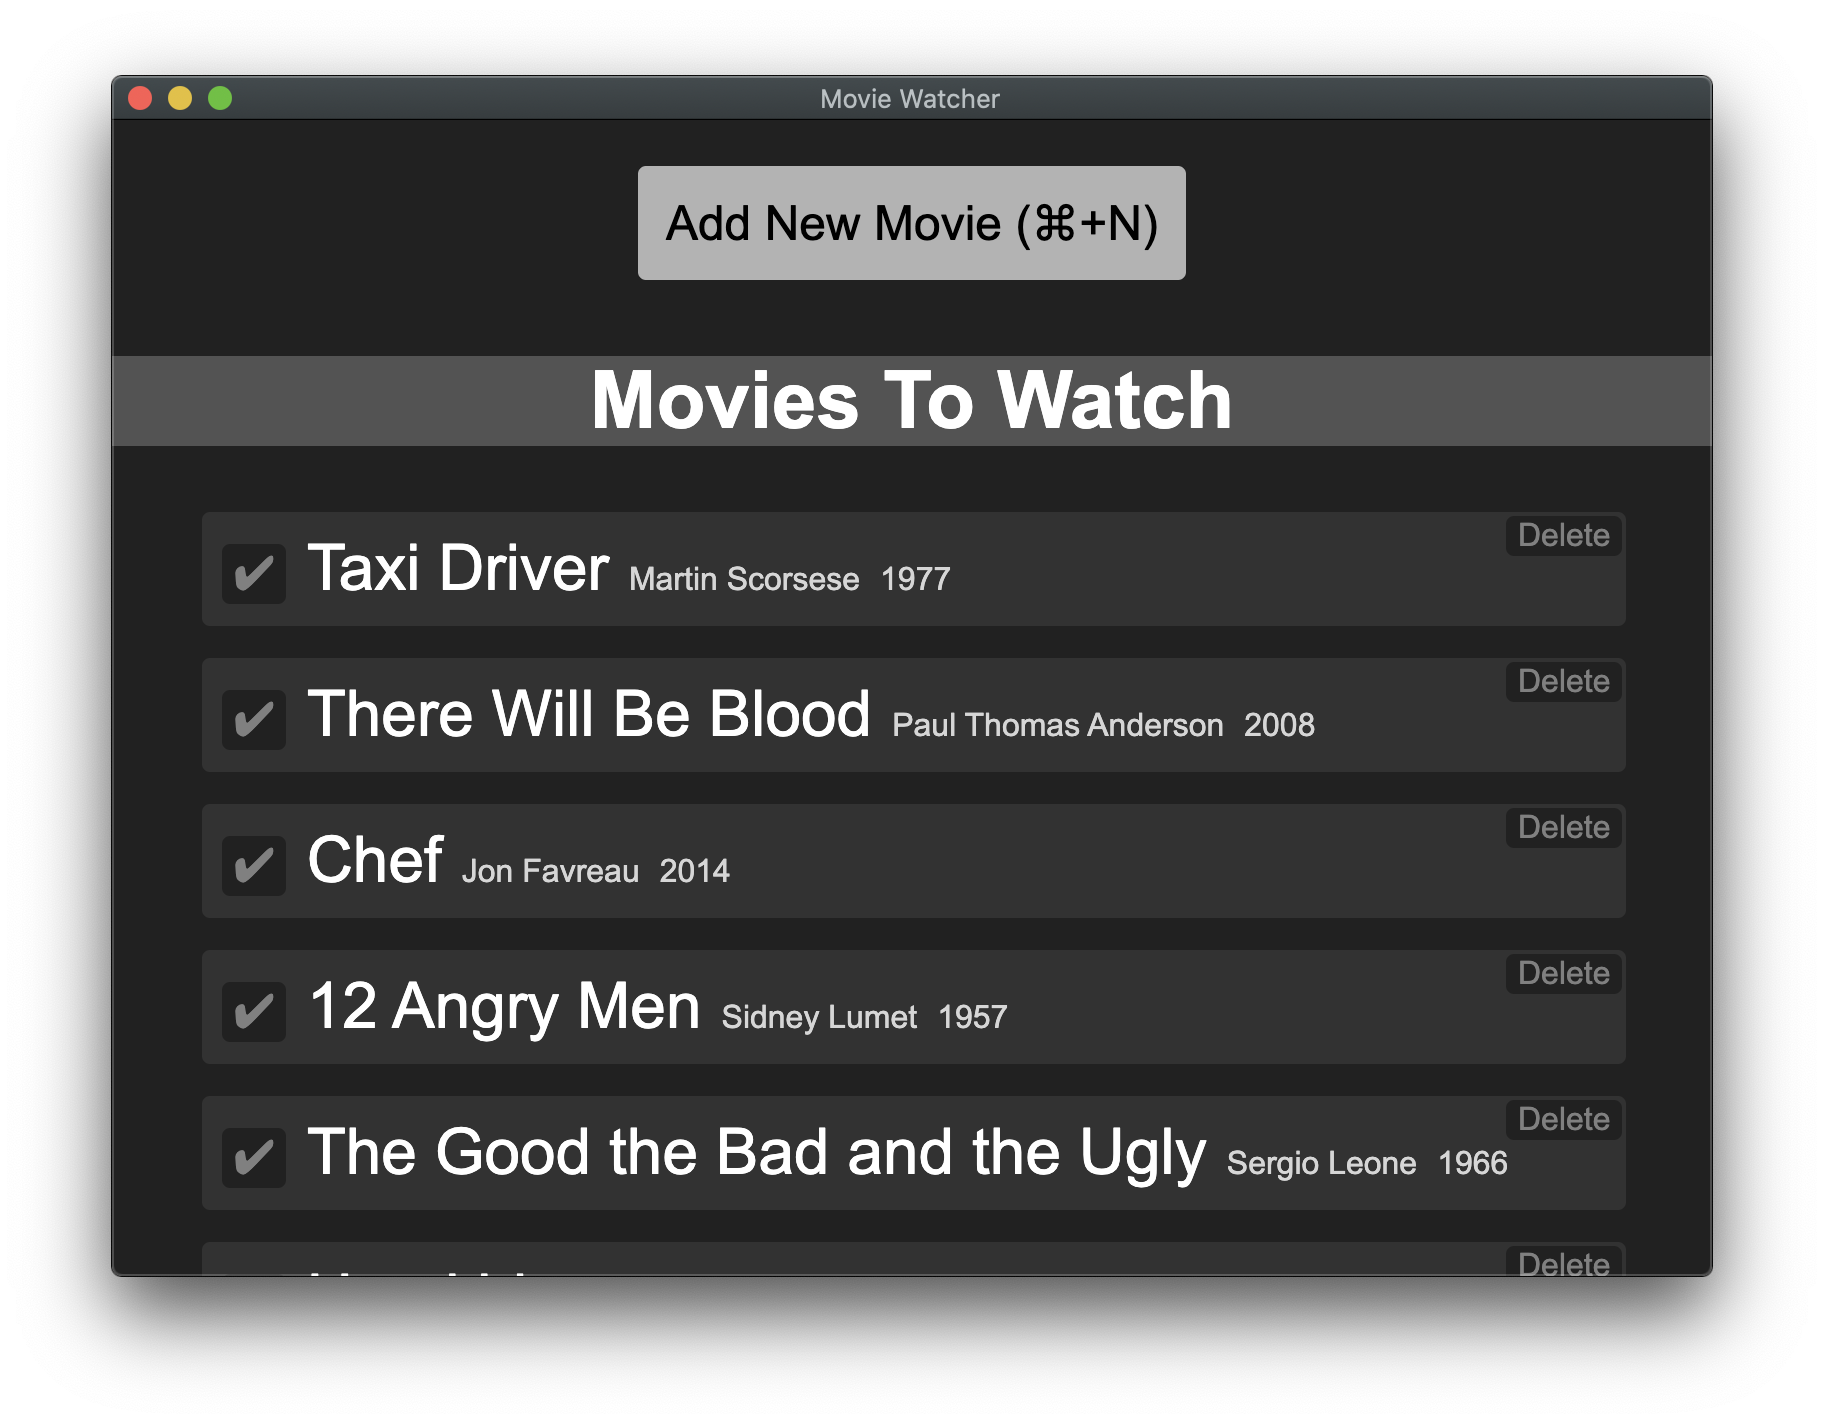 Movie Watcher
Add New Movie (⌘+N)
Movies To Watch
Delete
✔ Taxi Driver Martin Scorsese 1977
Delete
✔ There Will Be Blood Paul Thomas Anderson 2008
Delete
✔ Chef Jon Favreau 2014
Delete
✔ 12 Angry Men Sidney Lumet 1957
Delete
✔ The Good the Bad and the Ugly Sergio Leone 1966
Delete